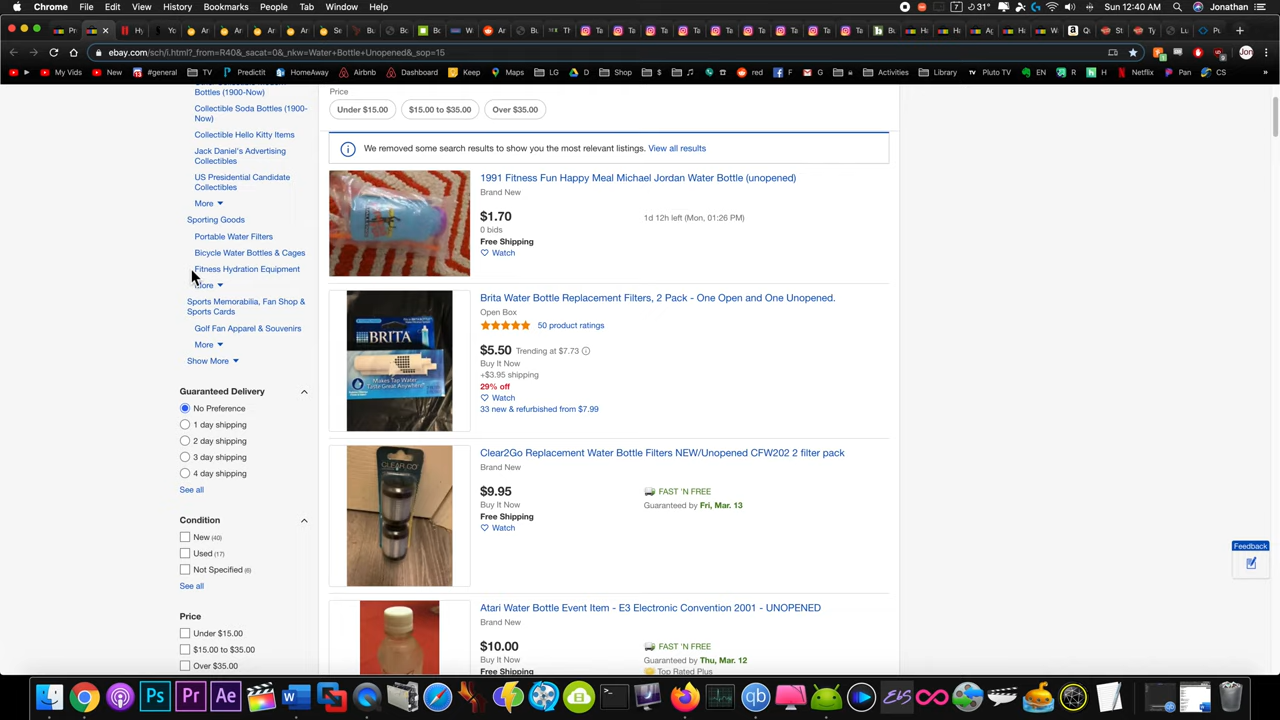 Chrome File Edit View History Bookmarks People Tab Window Help
31° Sun 12:40 AM Jonathan
ebay.com/sch/i.html?_from=R40&_sacat=0&_nkw=Water+Bottle+Unopened&_sop=15
My Vids New #general TV Predictit HomeAway Airbnb Dashboard Keep Maps LG D Shop $ red F G Activities Library Pluto TV EN R H Netflix Pan CS
Bottles (1900-Now)
Collectible Soda Bottles (1900-
Now)
Collectible Hello Kitty Items
Jack Daniel's Advertising
Collectibles
US Presidential Candidate
Collectibles
More
Sporting Goods
Portable Water Filters
Bicycle Water Bottles & Cages
Fitness Hydration Equipment
More
Sports Memorabilia, Fan Shop &
Sports Cards
Golf Fan Apparel & Souvenirs
More
Show More
Guaranteed Delivery
No Preference
1 day shipping
2 day shipping
3 day shipping
4 day shipping
See all
Condition
New (40)
Used (17)
Not Specified (6)
See all
Price
Under $15.00
$15.00 to $35.00
Over $35.00
Price
Under $15.00 $15.00 to $35.00 Over $35.00
We removed some search results to show you the most relevant listings. View all results
1991 Fitness Fun Happy Meal Michael Jordan Water Bottle (unopened)
Brand New
$1.70 1d 12h left (Mon, 01:26 PM)
0 bids
Free Shipping
Watch
Brita Water Bottle Replacement Filters, 2 Pack - One Open and One Unopened.
Open Box
50 product ratings
$5.50 Trending at $7.73
Buy It Now
+$3.95 shipping
29% off
Watch
33 new & refurbished from $7.99
BRITA
Clear2Go Replacement Water Bottle Filters NEW/Unopened CFW202 2 filter pack
Brand New
$9.95 FAST 'N FREE
Buy It Now Guaranteed by Fri, Mar. 13
Free Shipping
Watch
Atari Water Bottle Event Item - E3 Electronic Convention 2001 - UNOPENED
Brand New
$10.00 FAST 'N FREE
Buy It Now Guaranteed by Thu, Mar. 12
Free Shipping Top Rated Plus
Feedback
Ps Pr Ae W qb